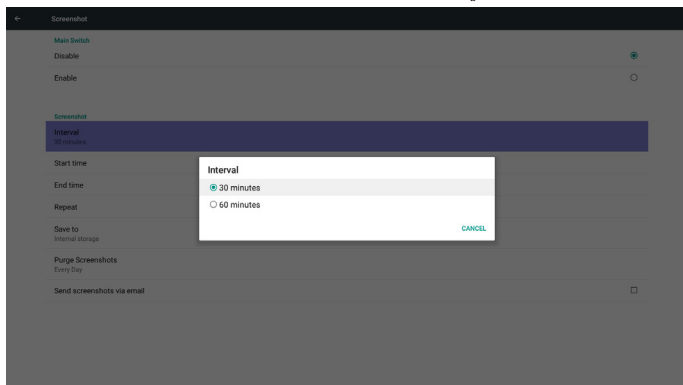 Screenshot
Main Switch
Disable
Enable
Screenshot
Interval
30 minutes
Start time
End time
Repeat
Save to
Internal storage
Purge Screenshots
Every Day
Send screenshots via email
Interval
30 minutes
60 minutes
CANCEL